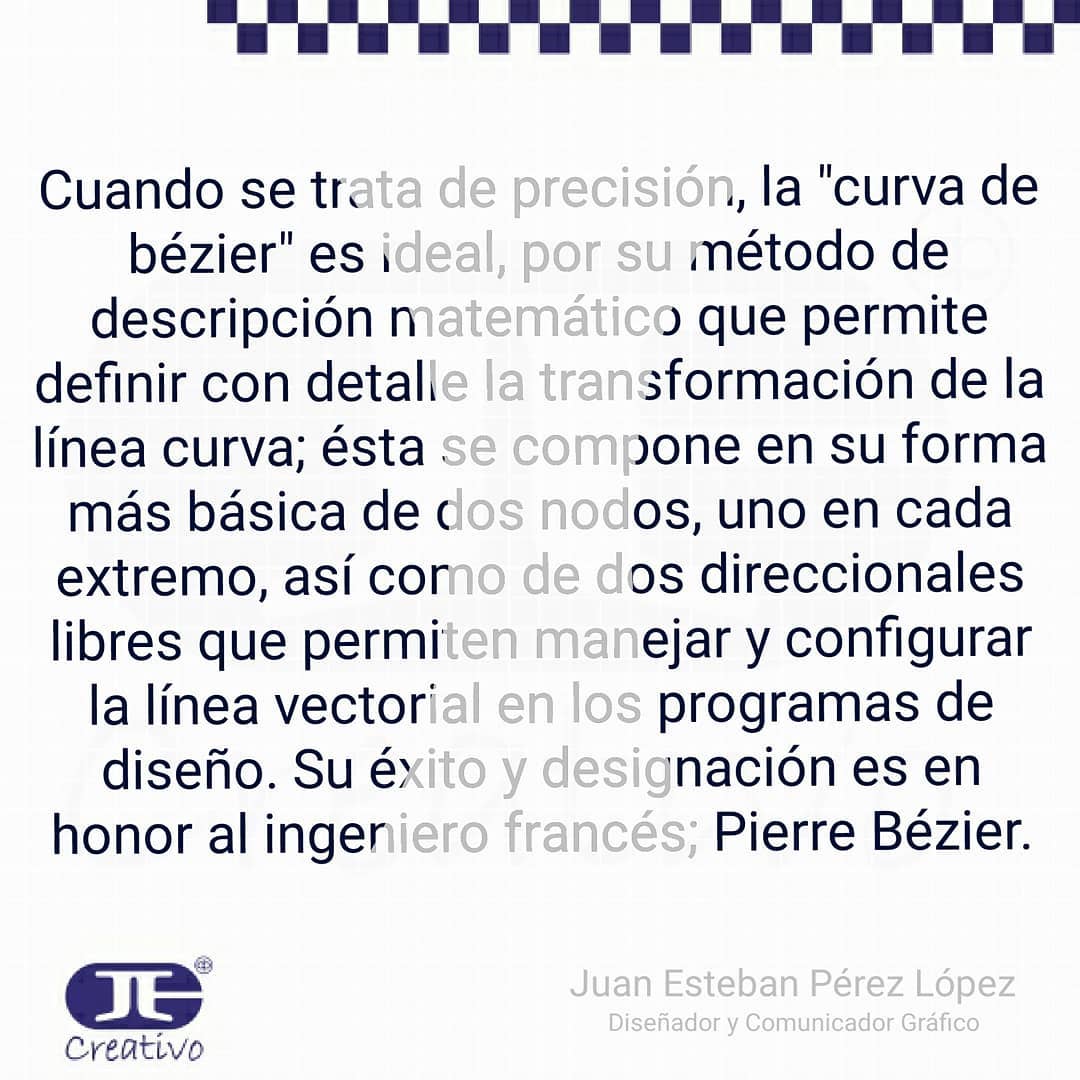 Cuando se trata de precisión, la "curva de
bézier" es ideal, por su método de
descripción matemático que permite
definir con detalle la transformación de la
línea curva; ésta se compone en su forma
más básica de dos nodos, uno en cada
extremo, así como de dos direccionales
libres que permiten manejar y configurar
la línea vectorial en los programas de
diseño. Su éxito y designación es en
honor al ingeniero francés; Pierre Bézier.
Creativo
Juan Esteban Pérez López
Diseñador y Comunicador Gráfico